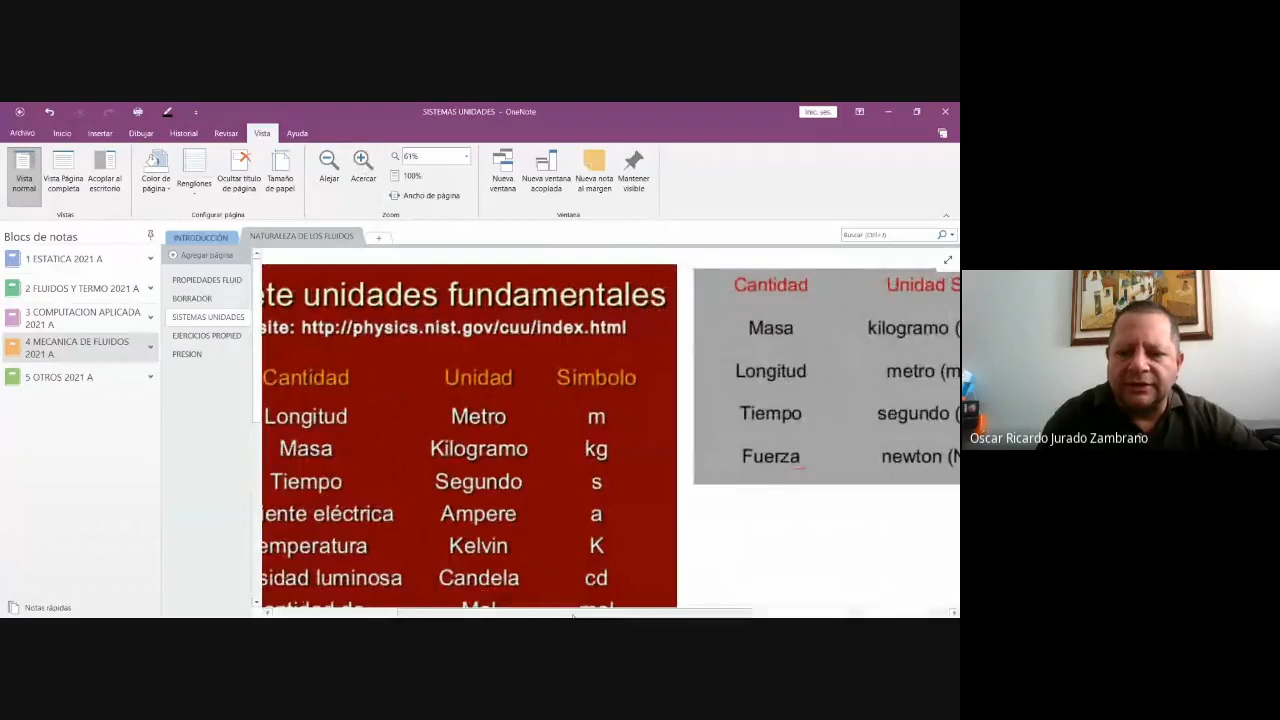 SISTEMAS UNIDADES - OneNote
Inic. ses.
Archivo Inicio Insertar Dibujar Historial Revisar Vista Ayuda
Vista normal
Vista Página completa
Acoplar al escritorio
Vistas
Color de página
Renglones
Ocultar título de página
Tamaño de papel
Configurar página
Alejar
Acercar
61%
100%
Ancho de página
Zoom
Nueva ventana
Nueva ventana acoplada
Nueva nota al margen
Mantener visible
Ventana
Blocs de notas
1 ESTATICA 2021 A
2 FLUIDOS Y TERMO 2021 A
3 COMPUTACION APLICADA
2021 A
4 MECANICA DE FLUIDOS
2021 A
5 OTROS 2021 A
Notas rápidas
INTRODUCCIÓN
NATURALEZA DE LOS FLUIDOS
+
Buscar (Ctrl+J)
Agregar página
PROPIEDADES FLUID
BORRADOR
SISTEMAS UNIDADES
EJERCICIOS PROPIED
PRESION
ete unidades fundamentales
site: http://physics.nist.gov/cuu/index.html
Cantidad Unidad Símbolo
Longitud Metro m
Masa Kilogramo kg
Tiempo Segundo s
iente eléctrica Ampere a
emperatura Kelvin K
sidad luminosa Candela cd
Cantidad Unidad S
Masa kilogramo (
Longitud metro (m
Tiempo segundo (
Fuerza newton (N
Oscar Ricardo Jurado Zambrano